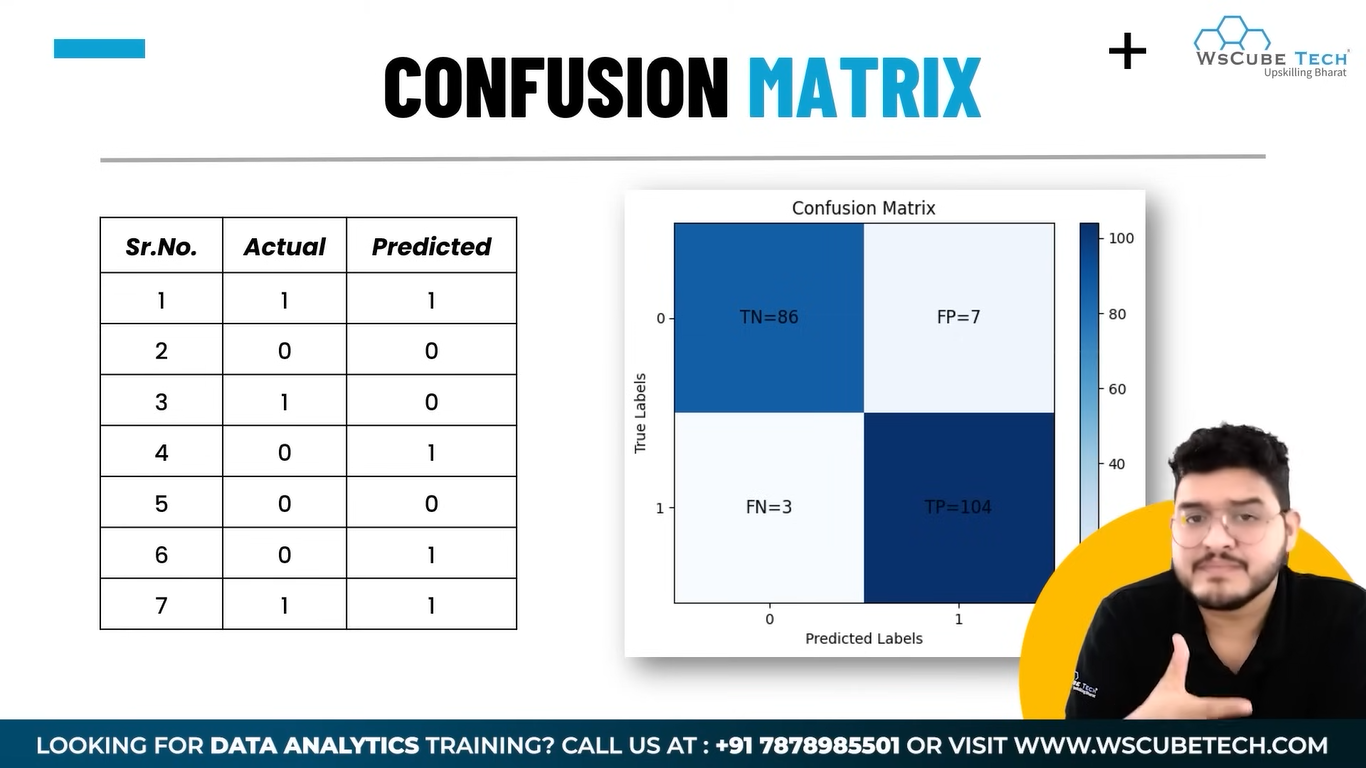 WsCube Tech
Upskilling Bharat
CONFUSION MATRIX
Sr.No. Actual Predicted
1 1 1
2 0 0
3 1 0
4 0 1
5 0 0
6 0 1
7 1 1
Confusion Matrix
True Labels
0
1
TN=86 FP=7
FN=3 TP=104
0 1
Predicted Labels
100
80
60
40
LOOKING FOR DATA ANALYTICS TRAINING? CALL US AT : +91 7878985501 OR VISIT WWW.WSCUBETECH.COM